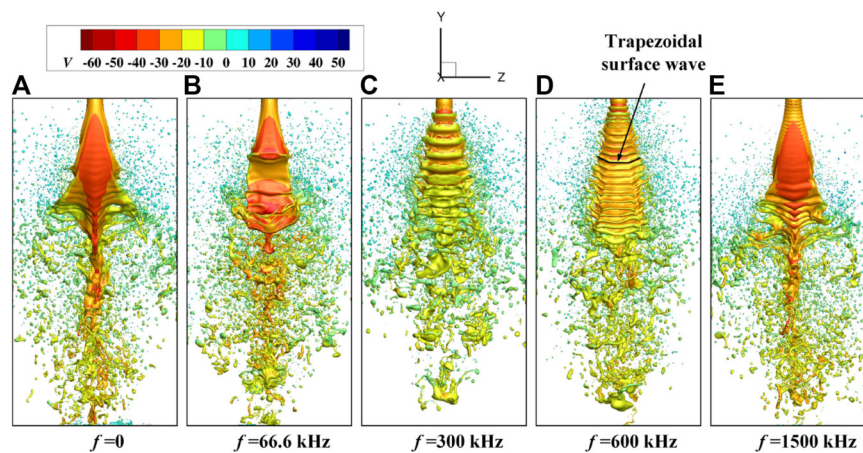 V -60 -50 -40 -30 -20 -10 0 10 20 30 40 50
Y
X
Z
Trapezoidal
surface wave
A B C D E
f=0 f=66.6 kHz f=300 kHz f=600 kHz f=1500 kHz